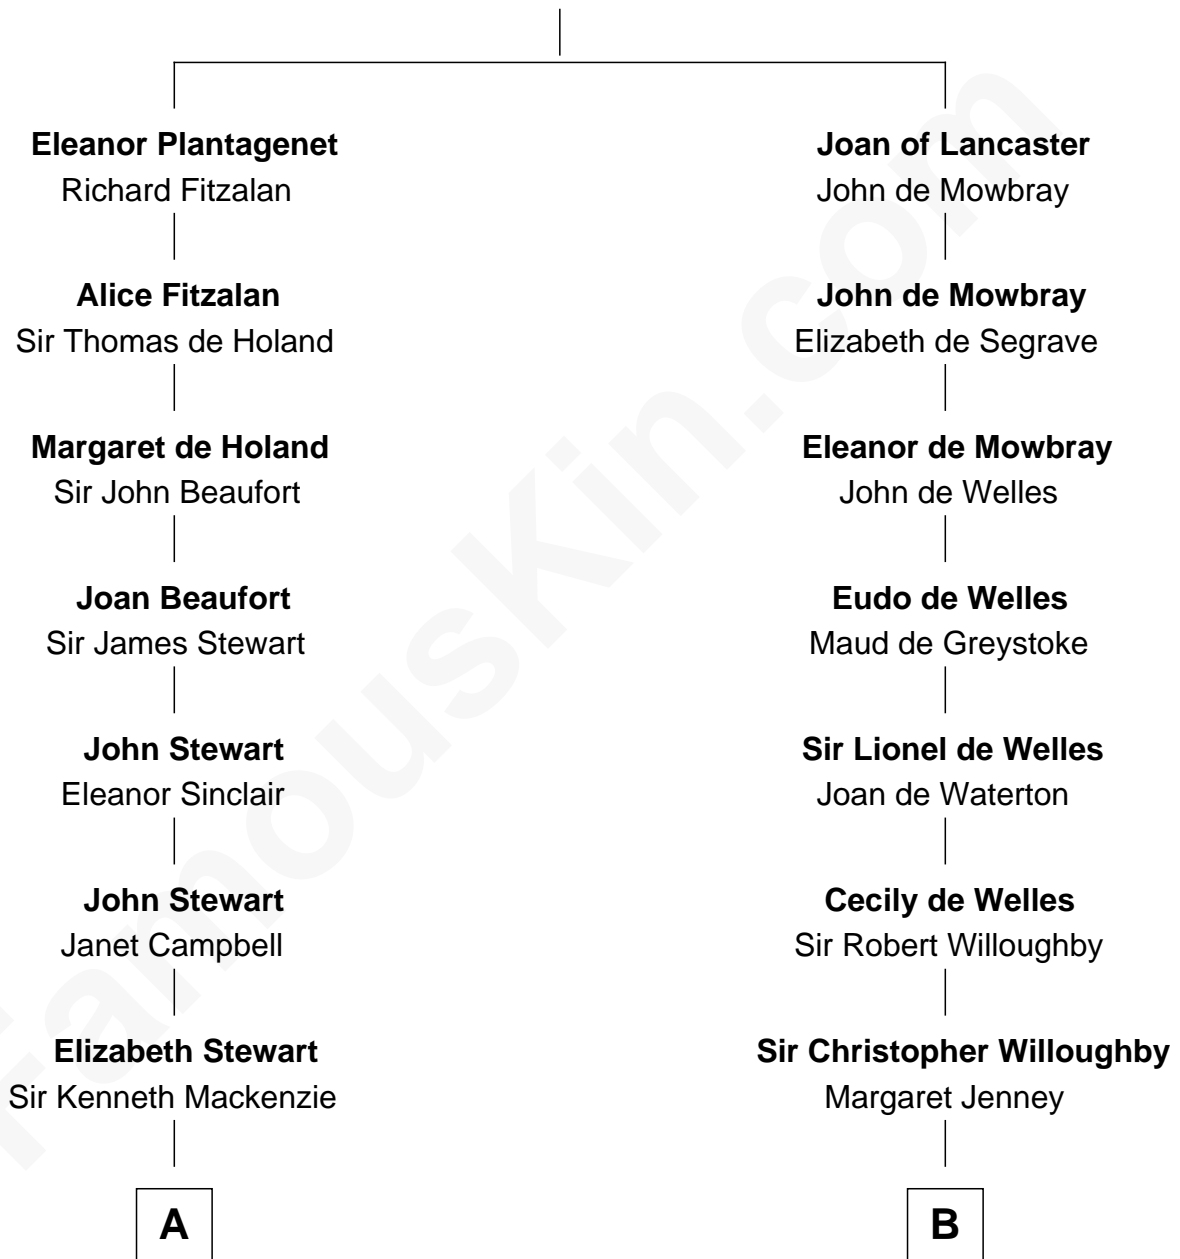 Eleanor Plantagenet
Richard Fitzalan
Alice Fitzalan
Sir Thomas de Holand
Margaret de Holand
Sir John Beaufort
Joan Beaufort
Sir James Stewart
John Stewart
Eleanor Sinclair
John Stewart
Janet Campbell
Elizabeth Stewart
Sir Kenneth Mackenzie
A
Joan of Lancaster
John de Mowbray
John de Mowbray
Elizabeth de Segrave
Eleanor de Mowbray
John de Welles
Eudo de Welles
Maud de Greystoke
Sir Lionel de Welles
Joan de Waterton
Cecily de Welles
Sir Robert Willoughby
Sir Christopher Willoughby
Margaret Jenney
B
FamousKin.com